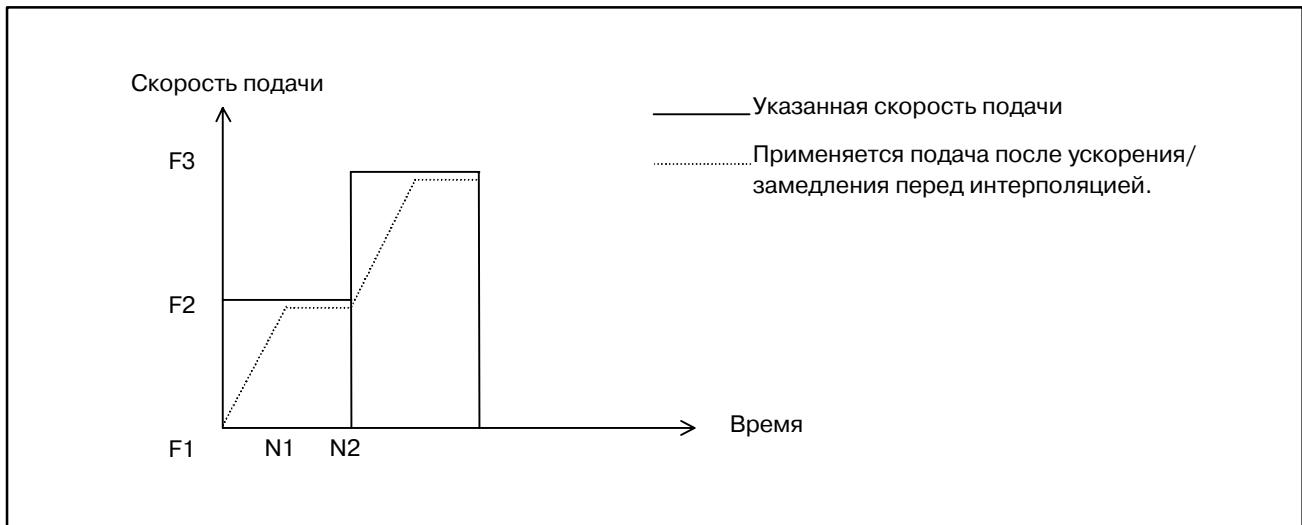 Скорость подачи
Указанная скорость подачи
Применяется подача после ускорения/
замедления перед интерполяцией.
F3
F2
F1
N1
N2
Время